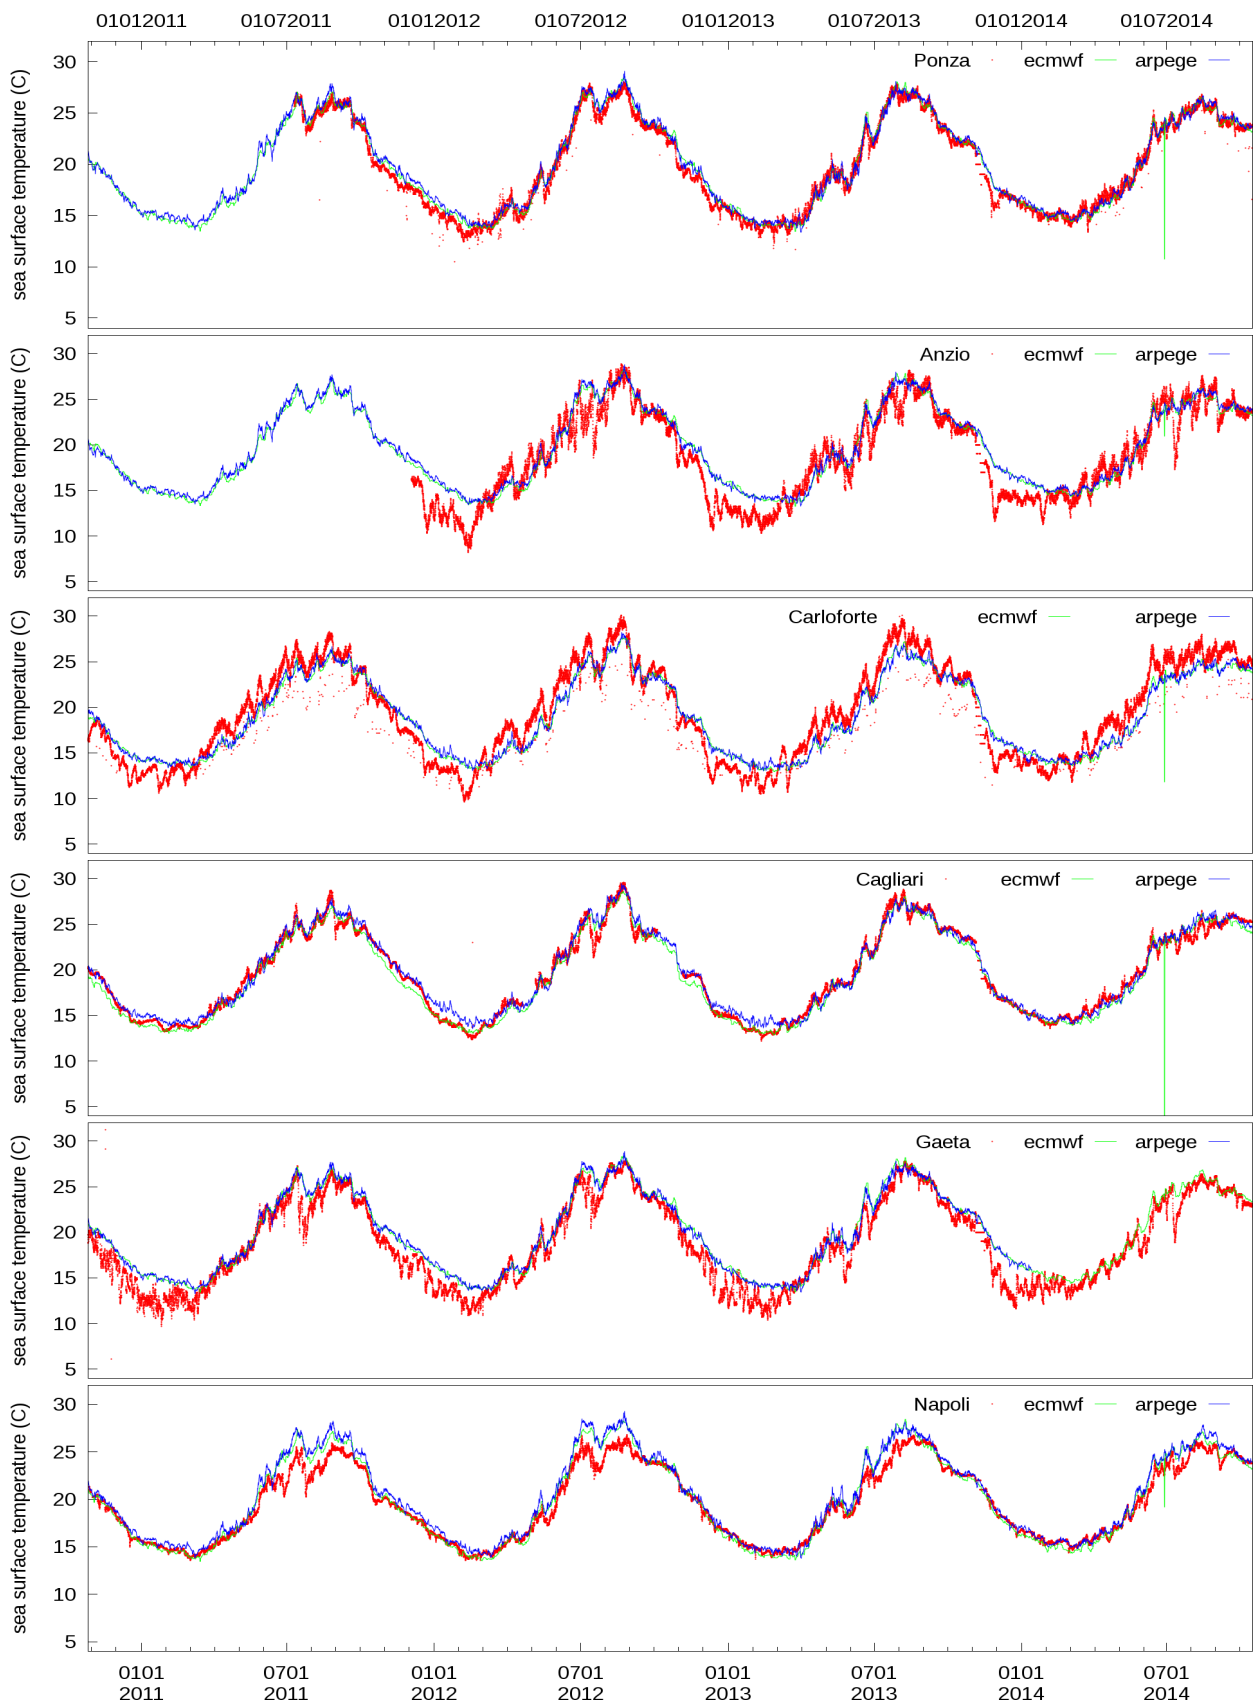 01012011 01072011 01012012 01072012 01012013 01072013 01012014 01072014
sea surface temperature (C)
30
25
20
15
10
5
Ponza ecmwf arpege
sea surface temperature (C)
30
25
20
15
10
5
Anzio ecmwf arpege
sea surface temperature (C)
30
25
20
15
10
5
Carloforte ecmwf arpege
sea surface temperature (C)
30
25
20
15
10
5
Cagliari ecmwf arpege
sea surface temperature (C)
30
25
20
15
10
5
Gaeta ecmwf arpege
sea surface temperature (C)
30
25
20
15
10
5
Napoli ecmwf arpege
0101 0701 0101 0701 0101 0701 0101 0701
2011 2011 2012 2012 2013 2013 2014 2014